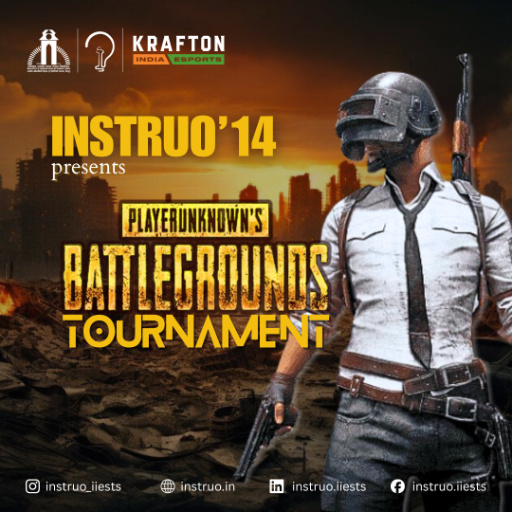 KRAFTON
INDIA ESPORTS
INSTRUO'14
presents
PLAYERUNKNOWN'S
BATTLEGROUNDS
TOURNAMENT
instruo_iiests
instruo.in
instruo.iiests
instruo.iiests